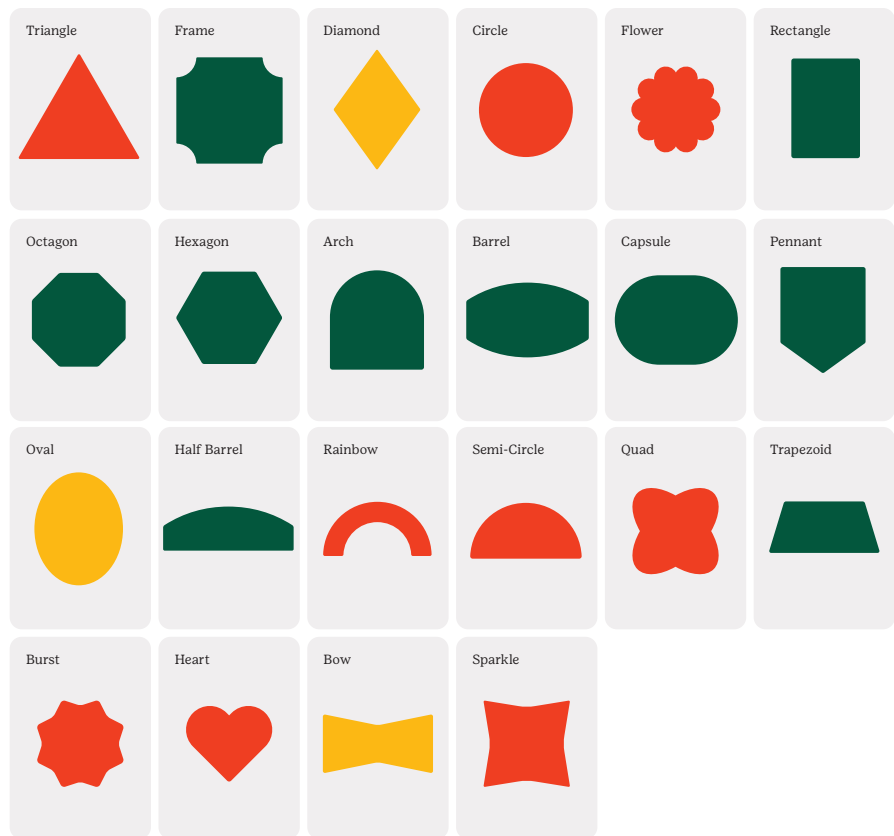 Triangle
Frame
Diamond
Circle
Flower
Rectangle
Octagon
Hexagon
Arch
Barrel
Capsule
Pennant
Oval
Half Barrel
Rainbow
Semi-Circle
Quad
Trapezoid
Burst
Heart
Bow
Sparkle